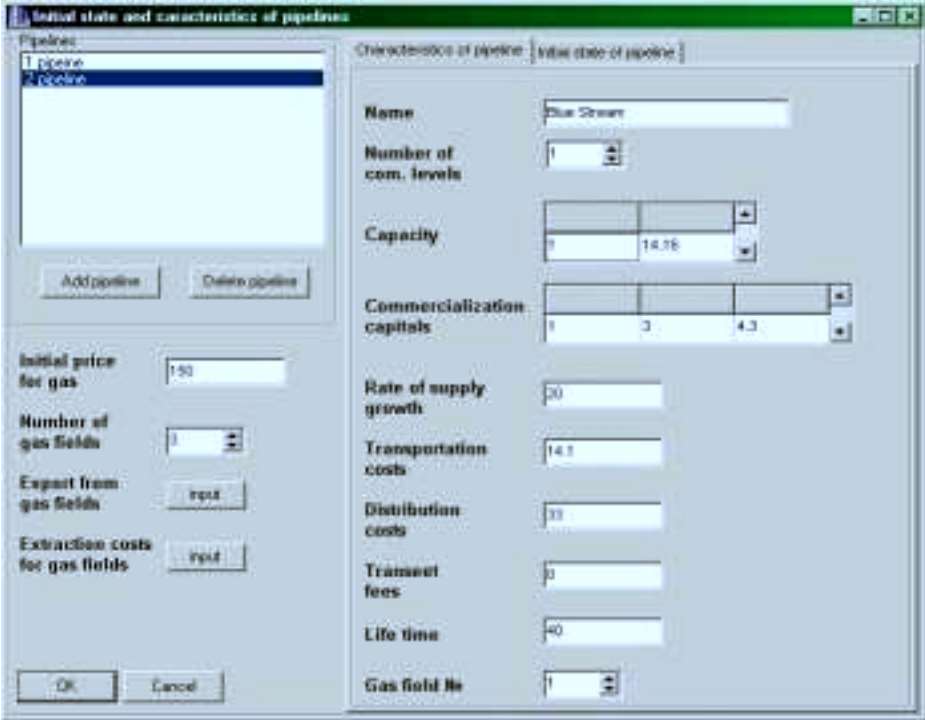 Initial state and caracteristics of pipelines
Pipelines
1 pipeine
2 pipeline
Add pipeline
Delete pipeline
Initial price
for gas
150
Number of
gas fields
3
Export from
gas fields
input
Extraction costs
for gas fields
input
OK
Cancel
Characteristics of pipeline
Initial state of pipeline
Name
Blue Stream
Number of
com. levels
1
Capacity
1 14.16
Commercialization
capitals
1 3 4.3
Rate of supply
growth
20
Transportation
costs
14.1
Distribution
costs
33
fees
0
Life time
40
Gas field №
1